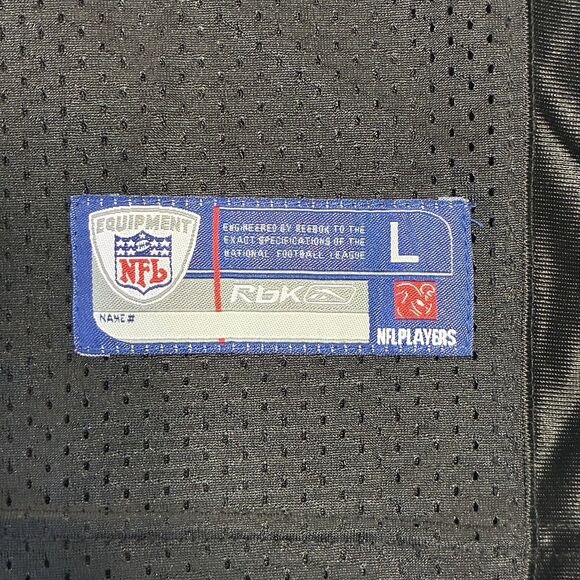 EQUIPMENT
NFL
NAME#
ENGINEERED BY REEBOK TO THE
EXACT SPECIFICATIONS OF THE
NATIONAL FOOTBALL LEAGUE
L
RbK
NFLPLAYERS